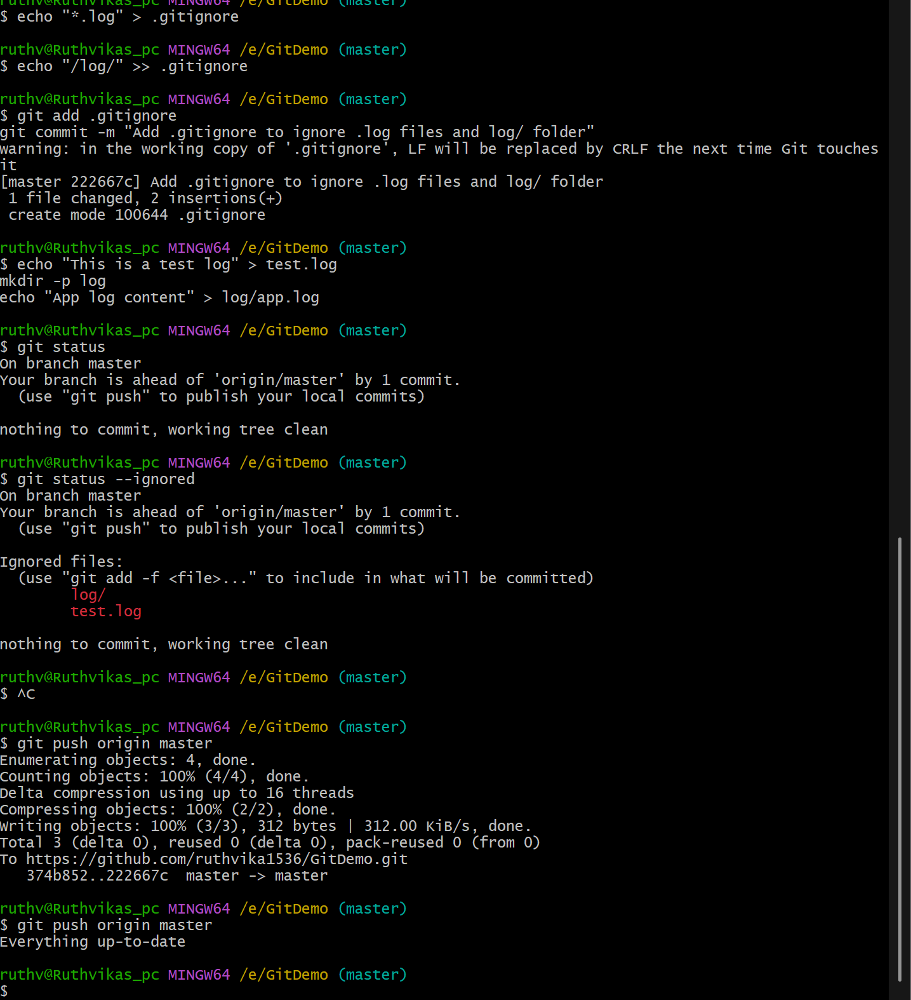 ruthv@Ruthvikas_pc MINGW64 /e/GitDemo (master)
$ echo "*.log" > .gitignore
ruthv@Ruthvikas_pc MINGW64 /e/GitDemo (master)
$ echo "/log/" >> .gitignore
ruthv@Ruthvikas_pc MINGW64 /e/GitDemo (master)
$ git add .gitignore
git commit -m "Add .gitignore to ignore .log files and log/ folder"
warning: in the working copy of '.gitignore', LF will be replaced by CRLF the next time Git touches
it
[master 222667c] Add .gitignore to ignore .log files and log/ folder
 1 file changed, 2 insertions(+)
 create mode 100644 .gitignore
ruthv@Ruthvikas_pc MINGW64 /e/GitDemo (master)
$ echo "This is a test log" > test.log
mkdir -p log
echo "App log content" > log/app.log
ruthv@Ruthvikas_pc MINGW64 /e/GitDemo (master)
$ git status
On branch master
Your branch is ahead of 'origin/master' by 1 commit.
  (use "git push" to publish your local commits)
nothing to commit, working tree clean
ruthv@Ruthvikas_pc MINGW64 /e/GitDemo (master)
$ git status --ignored
On branch master
Your branch is ahead of 'origin/master' by 1 commit.
  (use "git push" to publish your local commits)
Ignored files:
  (use "git add -f <file>..." to include in what will be committed)
        log/
        test.log
nothing to commit, working tree clean
ruthv@Ruthvikas_pc MINGW64 /e/GitDemo (master)
$ ^C
ruthv@Ruthvikas_pc MINGW64 /e/GitDemo (master)
$ git push origin master
Enumerating objects: 4, done.
Counting objects: 100% (4/4), done.
Delta compression using up to 16 threads
Compressing objects: 100% (2/2), done.
Writing objects: 100% (3/3), 312 bytes | 312.00 KiB/s, done.
Total 3 (delta 0), reused 0 (delta 0), pack-reused 0 (from 0)
To https://github.com/ruthvika1536/GitDemo.git
   374b852..222667c  master -> master
ruthv@Ruthvikas_pc MINGW64 /e/GitDemo (master)
$ git push origin master
Everything up-to-date
ruthv@Ruthvikas_pc MINGW64 /e/GitDemo (master)
$